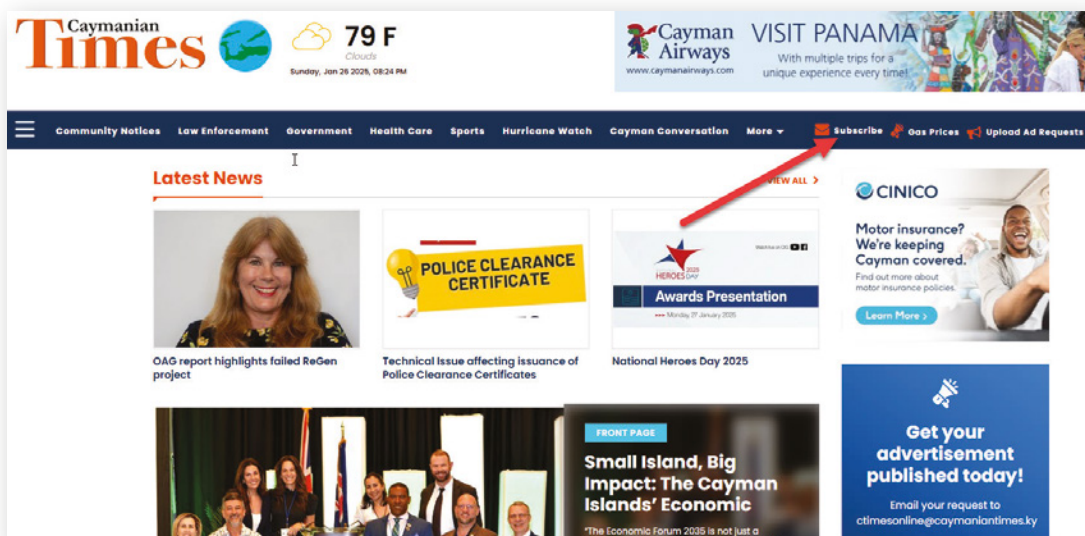 Caymanian
Times
79 F
Clouds
Sunday, Jan 26 2025, 08:24 PM
Cayman
Airways
www.caymanairways.com
VISIT PANAMA
With multiple trips for a
unique experience every time!
Community Notices Law Enforcement Government Health Care Sports Hurricane Watch Cayman Conversation More Subscribe Gas Prices Upload Ad Requests
Latest News
VIEW ALL
POLICE CLEARANCE
CERTIFICATE
HEROES DAY 2025
Awards Presentation
Monday, 27 January 2025
OAG report highlights failed ReGen
project
Technical Issue affecting issuance of
Police Clearance Certificates
National Heroes Day 2025
CINICO
Motor insurance?
We're keeping
Cayman covered.
Find out more about
motor insurance policies.
Learn More >
FRONT PAGE
Small Island, Big
Impact: The Cayman
Islands' Economic
"The Economic Forum 2035 is not just a
Get your
advertisement
published today!
Email your request to
ctimesonline@caymaniantimes.ky